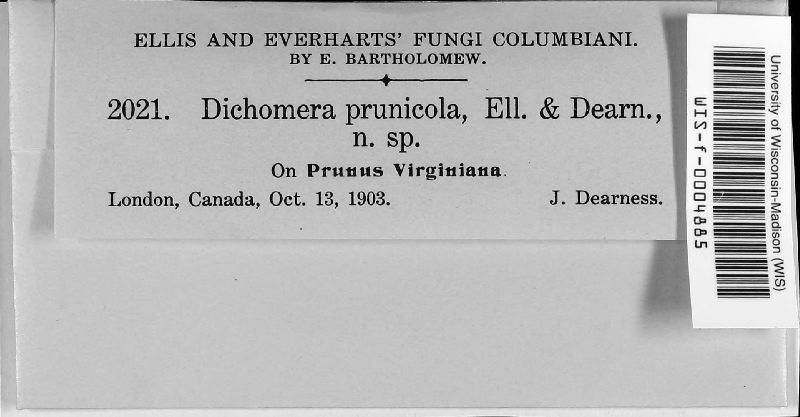 ELLIS AND EVERHARTS' FUNGI COLUMBIANI.
BY E. BARTHOLOMEW.
2021. Dichomera prunicola, Ell. & Dearn.,
n. sp.
On Prunus Virginiana.
London, Canada, Oct. 13, 1903. J. Dearness.
University of Wisconsin-Madison (WIS)
WIS-f-0004885